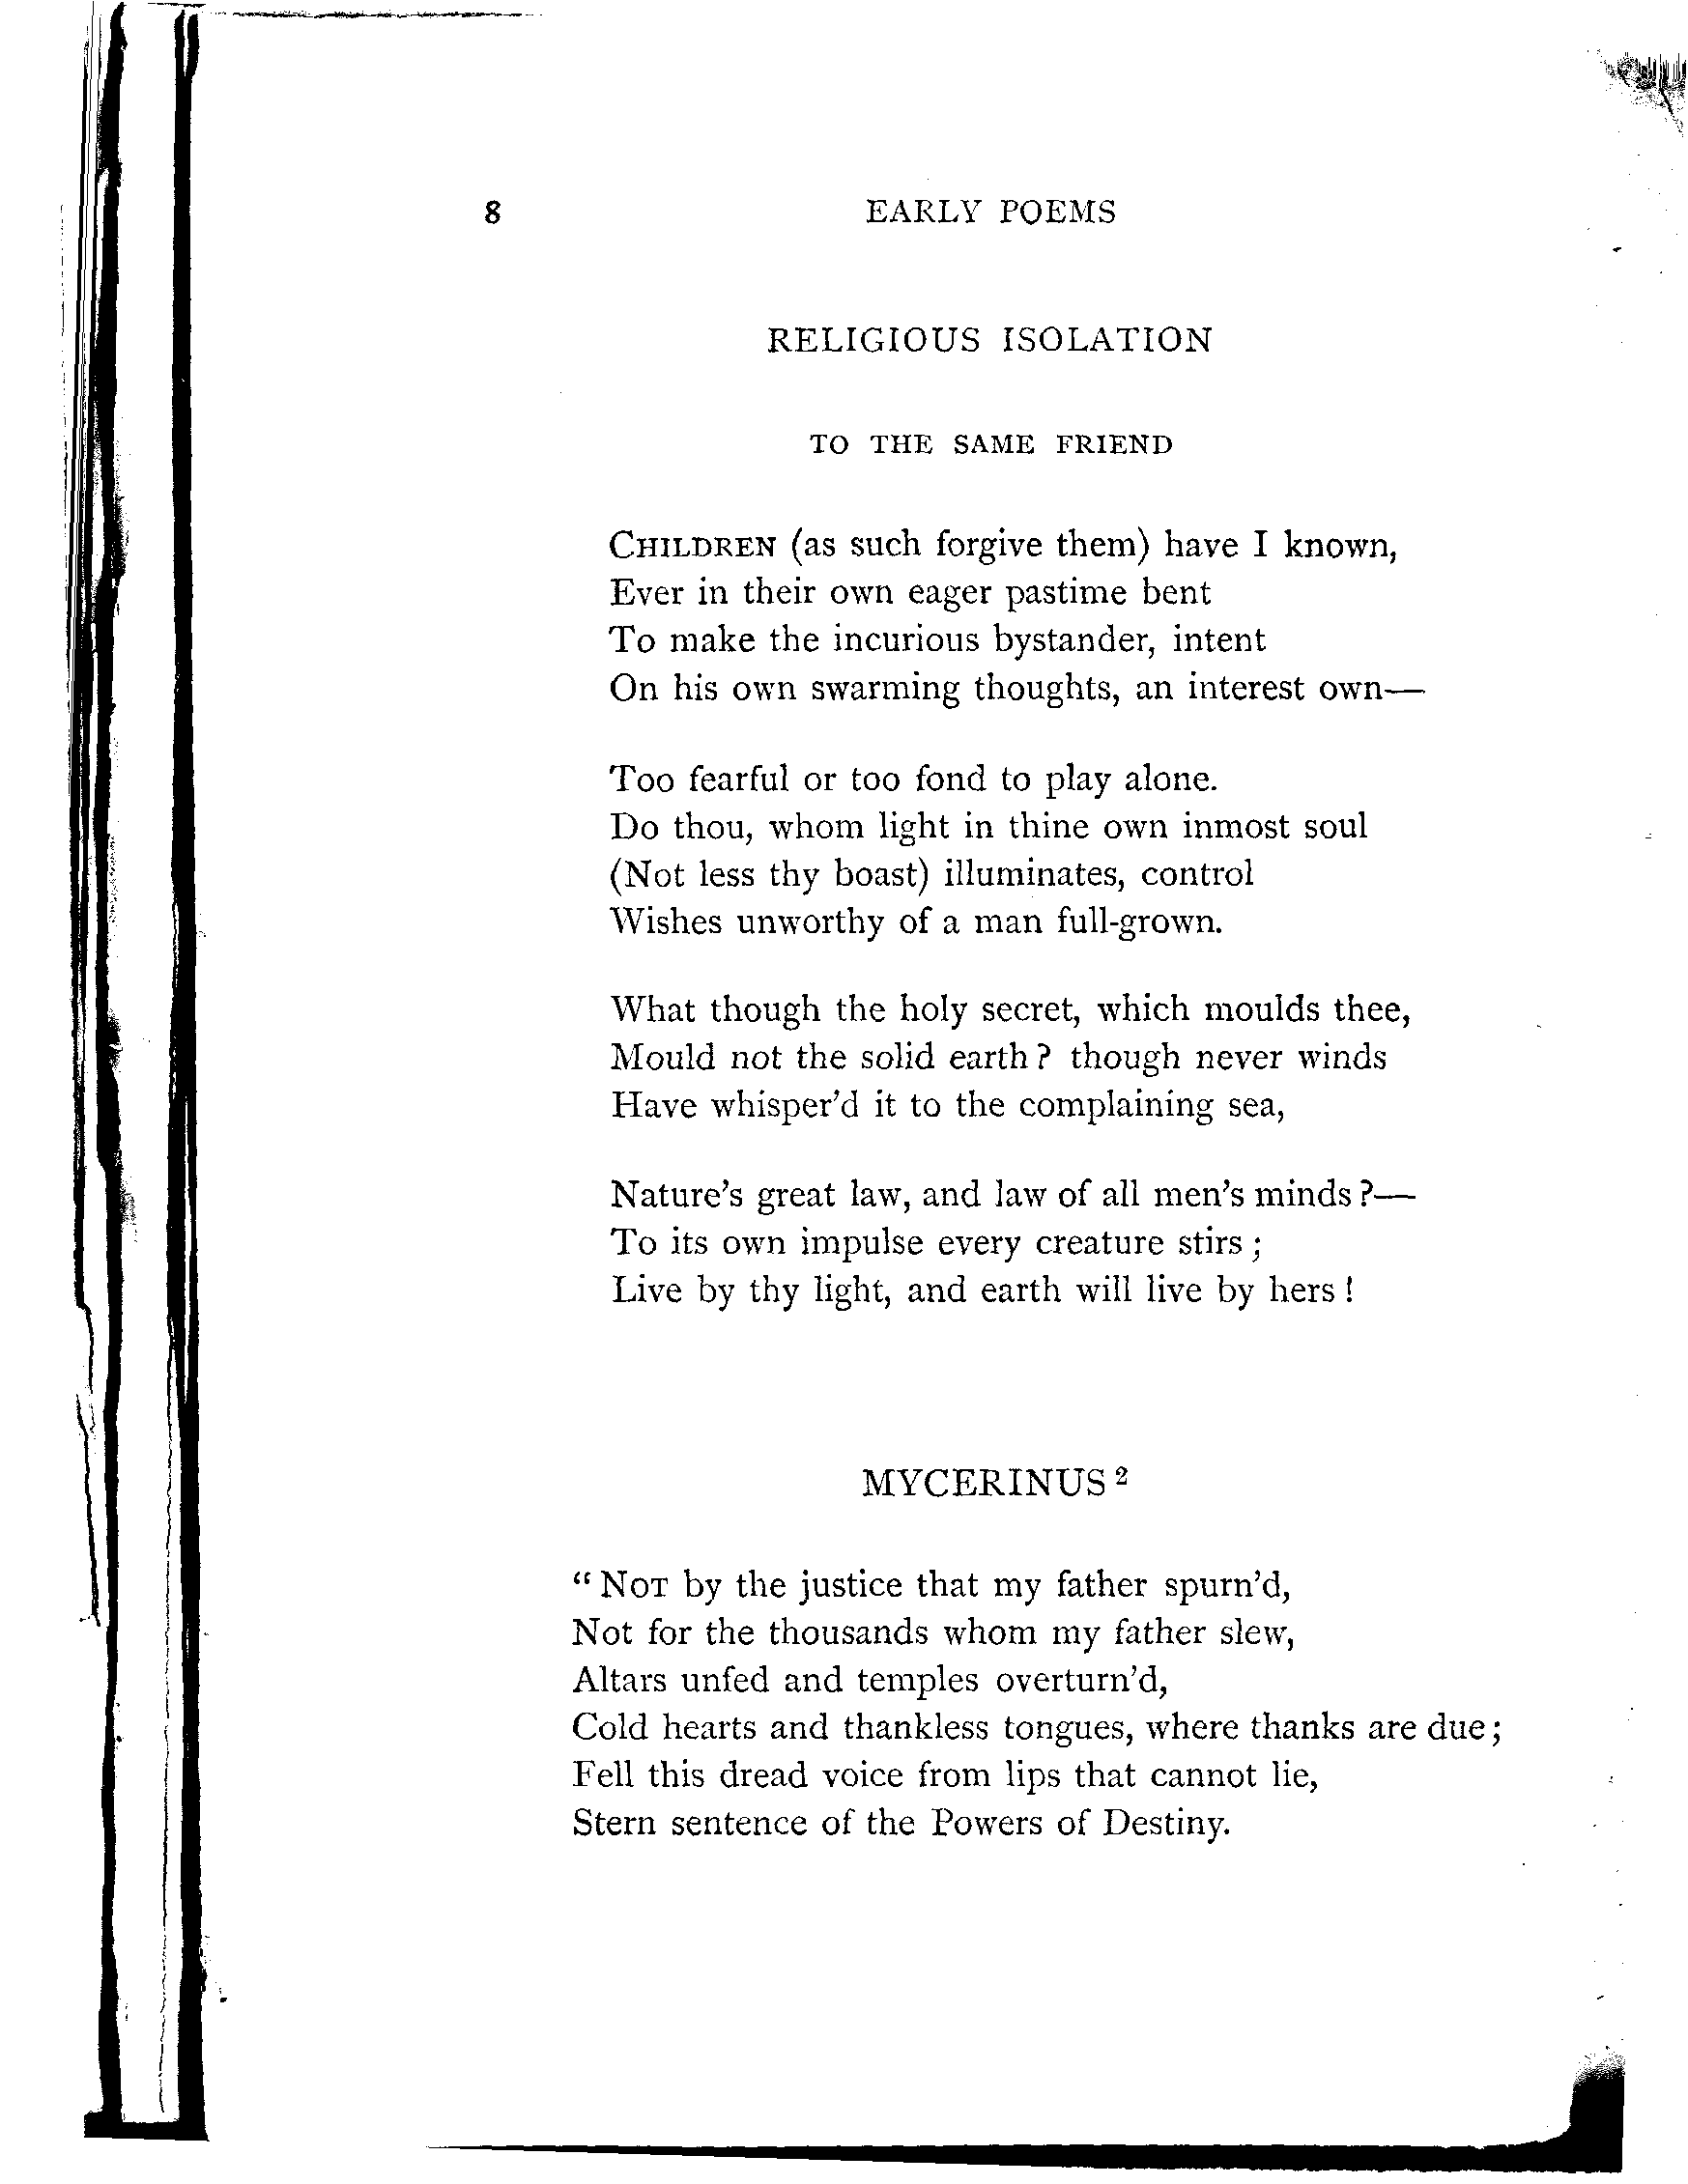 8 EARLY POEMS
RELIGIOUS ISOLATION
TO THE SAME FRIEND
CHILDREN (as such forgive them) have I known,
Ever in their own eager pastime bent
To make the incurious bystander, intent
On his own swarming thoughts, an interest own—
Too fearful or too fond to play alone.
Do thou, whom light in thine own inmost soul
(Not less thy boast) illuminates, control
Wishes unworthy of a man full-grown.
What though the holy secret, which moulds thee,
Mould not the solid earth? though never winds
Have whisper'd it to the complaining sea,
Nature's great law, and law of all men's minds?—
To its own impulse every creature stirs;
Live by thy light, and earth will live by hers!
MYCERINUS ²
“NOT by the justice that my father spurn'd,
Not for the thousands whom my father slew,
Altars unfed and temples overturn'd,
Cold hearts and thankless tongues, where thanks are due;
Fell this dread voice from lips that cannot lie,
Stern sentence of the Powers of Destiny.